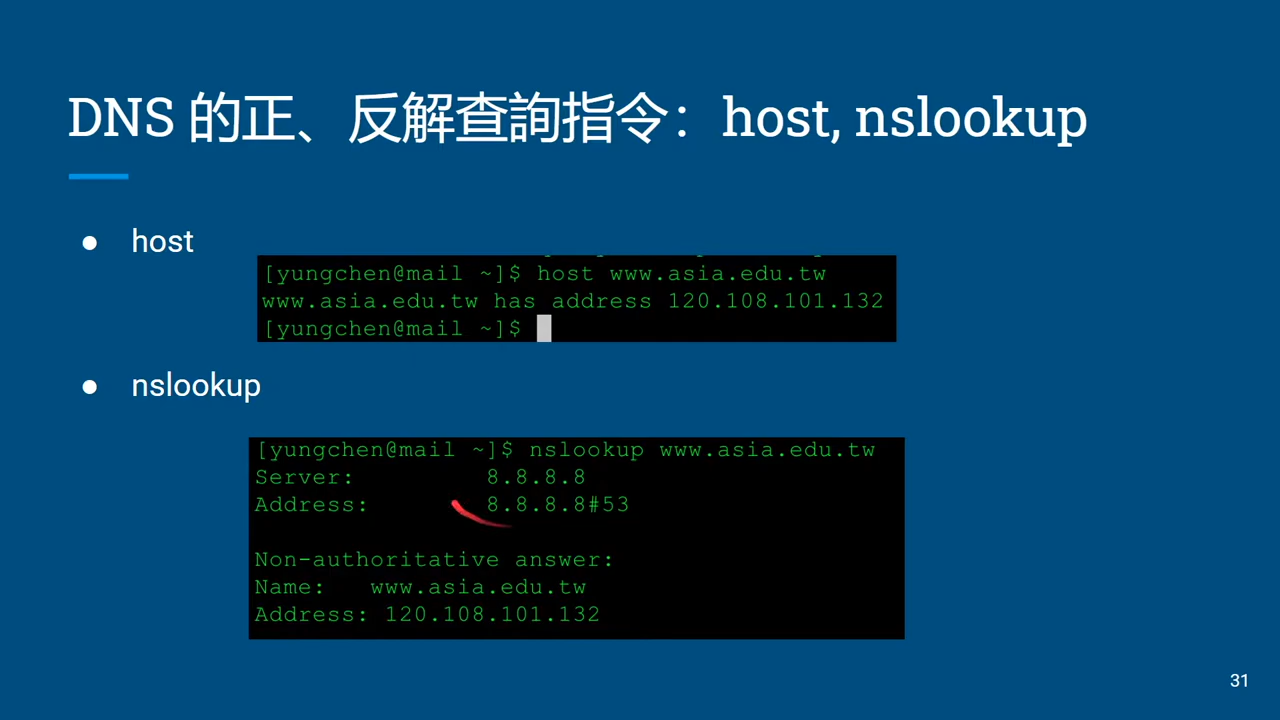 DNS 的正、反解查詢指令：host, nslookup
● host
[yungchen@mail ~]$ host www.asia.edu.tw
www.asia.edu.tw has address 120.108.101.132
[yungchen@mail ~]$
● nslookup
[yungchen@mail ~]$ nslookup www.asia.edu.tw
Server: 8.8.8.8
Address: 8.8.8.8#53
Non-authoritative answer:
Name: www.asia.edu.tw
Address: 120.108.101.132
31